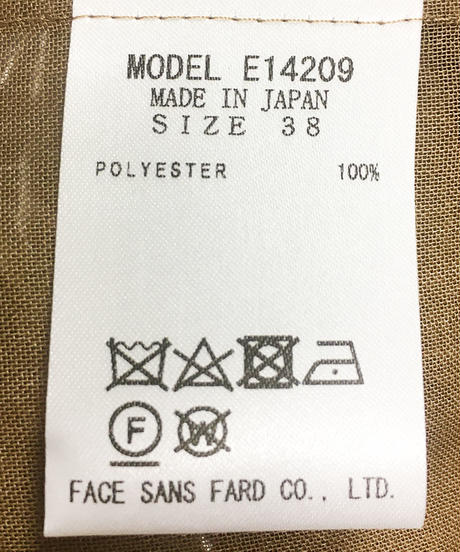 MODEL E14209
MADE IN JAPAN
SIZE 38
POLYESTER 100%
F W
FACE SANS FARD CO., LTD.